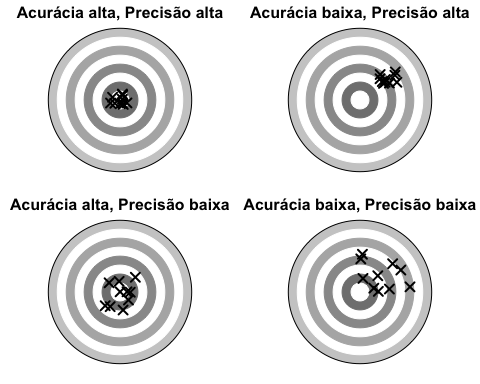 Acurácia alta, Precisão alta
Acurácia baixa, Precisão alta
Acurácia alta, Precisão baixa
Acurácia baixa, Precisão baixa